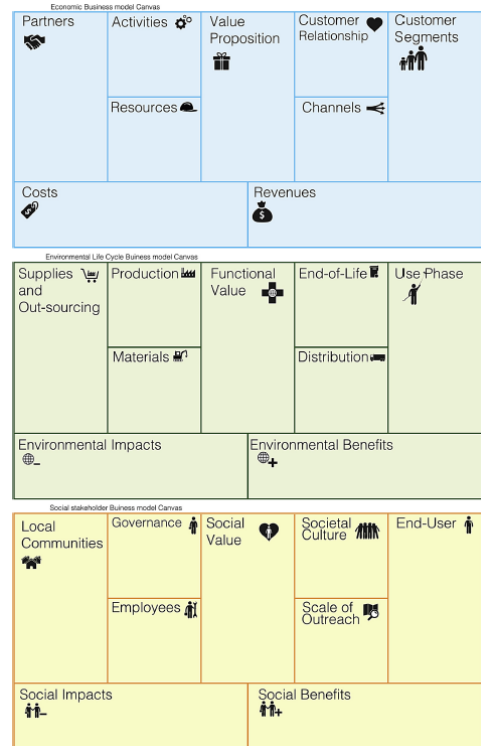 Economic Business model Canvas
Partners
Activities
Value
Proposition
Customer
Relationship
Customer
Segments
Resources
Channels
Costs
Revenues
$
Environmental Life Cycle Buiness model Canvas
Supplies
and
Out-sourcing
Production
Functional
Value
End-of-Life
Use Phase
Materials
Distribution
Environmental Impacts
Environmental Benefits
Social stakeholder Buiness model Canvas
Local
Communities
Governance
Social
Value
Societal
Culture
End-User
Employees
Scale of
Outreach
Social Impacts
Social Benefits